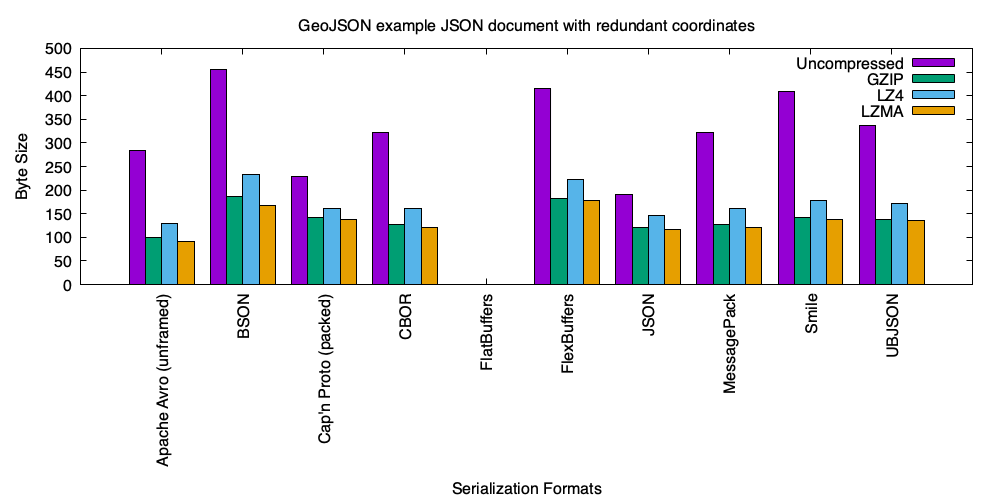 GeoJSON example JSON document with redundant coordinates
500
450
400
350
300
250
200
150
100
50
0
Byte Size
Uncompressed
GZIP
LZ4
LZMA
Apache Avro (unframed)
BSON
Cap'n Proto (packed)
CBOR
FlatBuffers
FlexBuffers
JSON
MessagePack
Smile
UBJSON
Serialization Formats